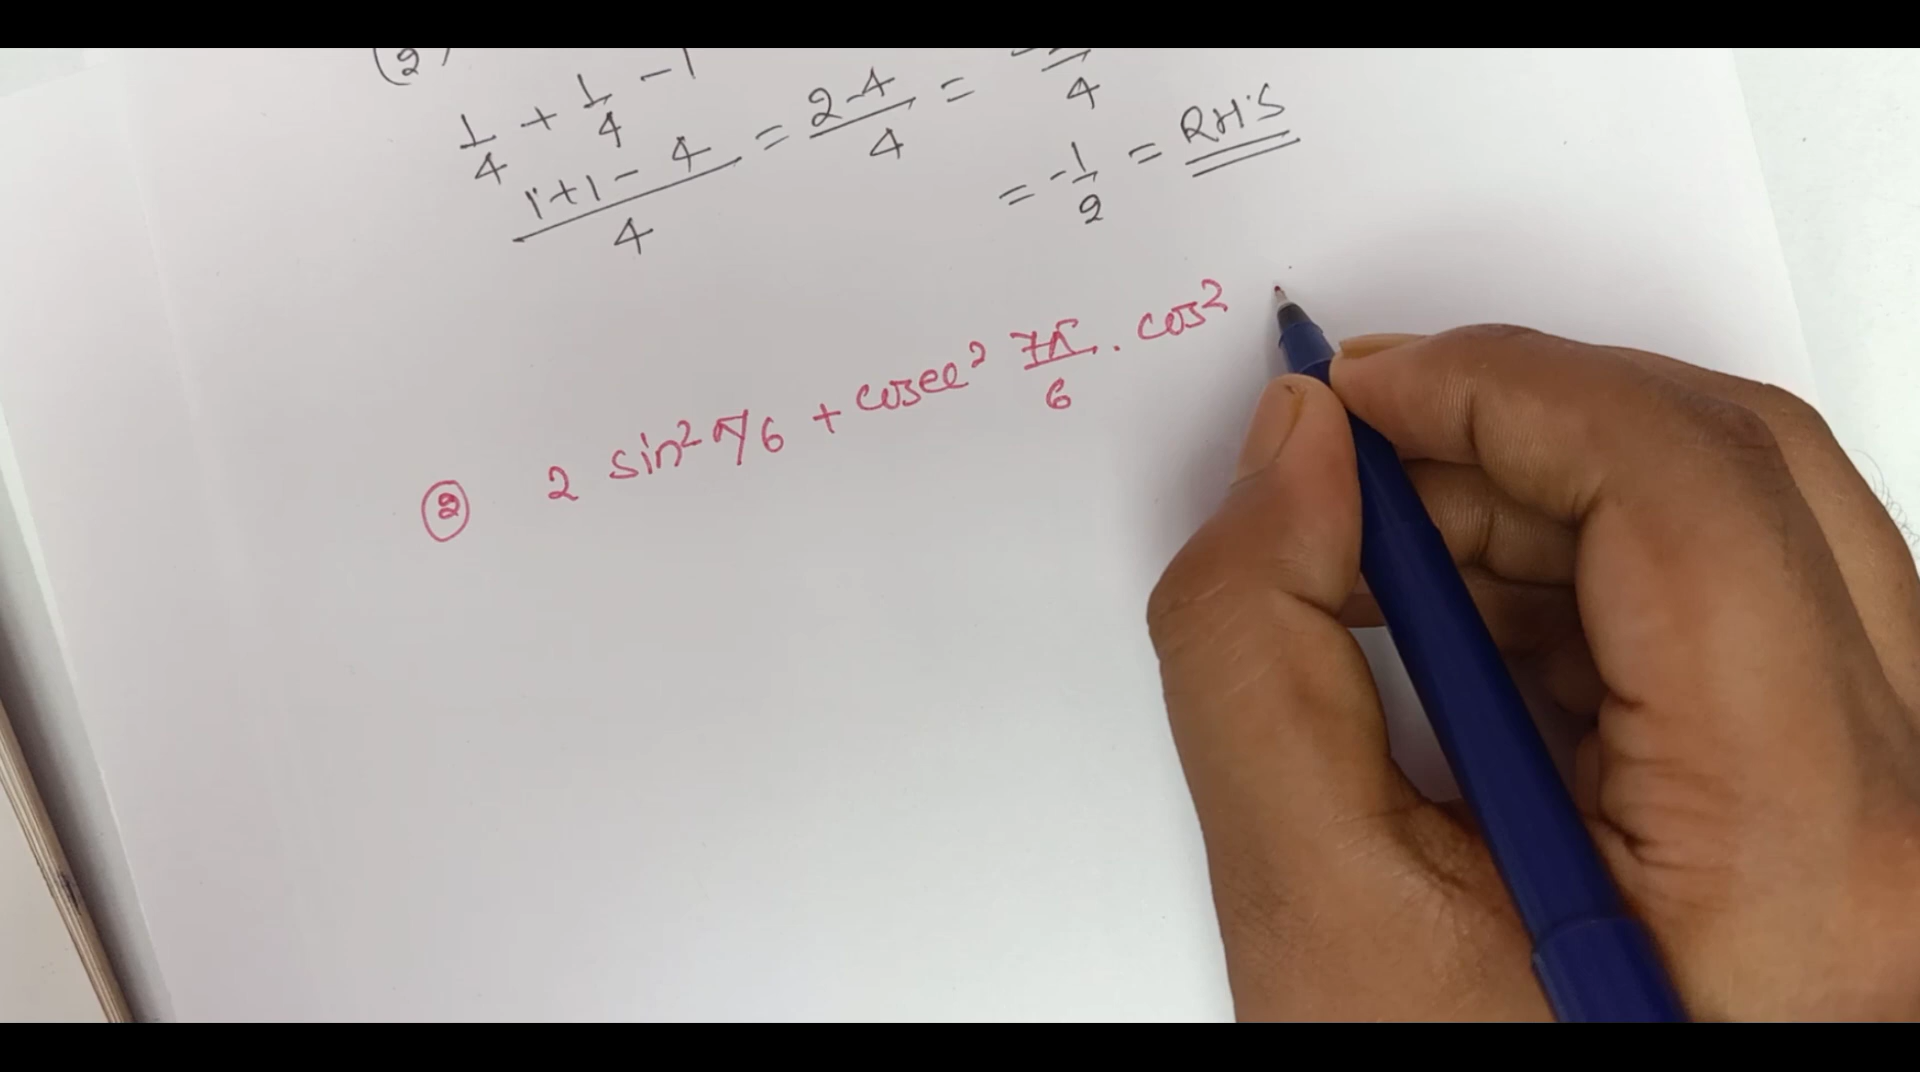 (2)
1/4 + 1/4 - 1
(1+1-4)/4 = (2-4)/4 = /4
= -1/2 = RHS
② 2 sin² π/6 + cosec² 7π/6 . cos²